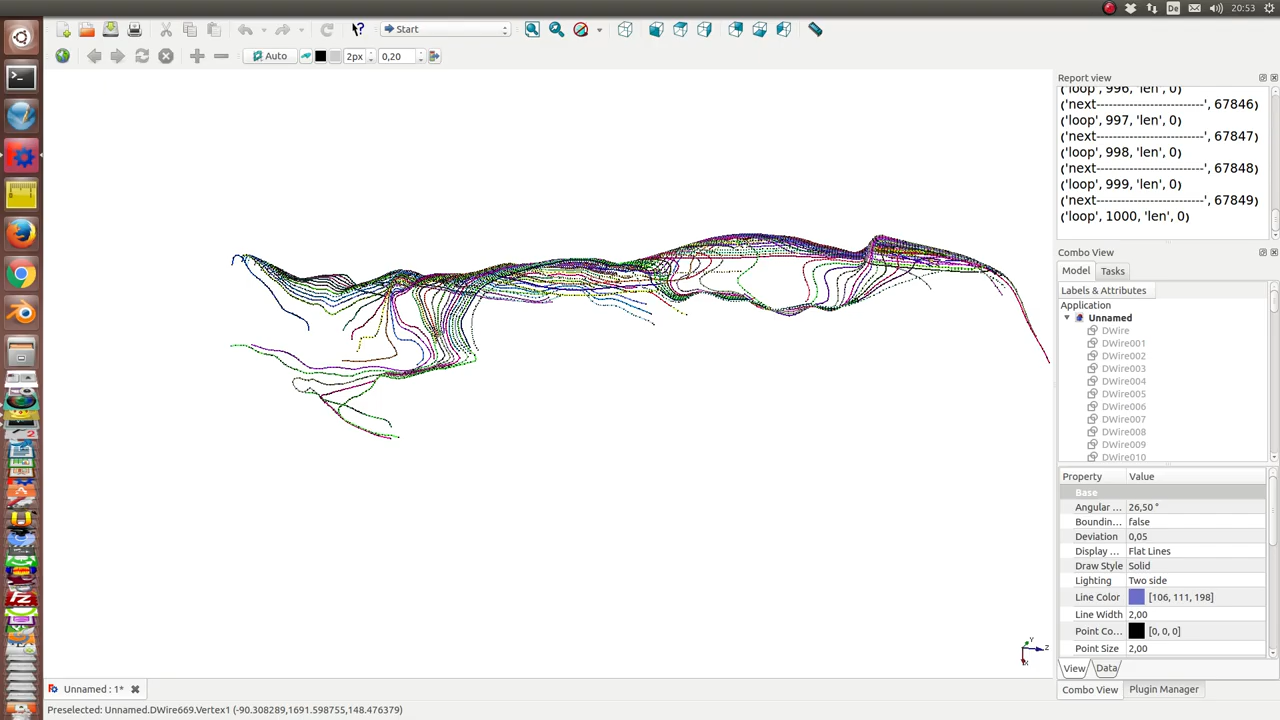 De
20:53
Start
Auto
2px
0,20
Report view
('loop', 996, 'len', 0)
('next--------------------------', 67846)
('loop', 997, 'len', 0)
('next--------------------------', 67847)
('loop', 998, 'len', 0)
('next--------------------------', 67848)
('loop', 999, 'len', 0)
('next--------------------------', 67849)
('loop', 1000, 'len', 0)
Combo View
Model Tasks
Labels & Attributes
Application
Unnamed
DWire
DWire001
DWire002
DWire003
DWire004
DWire005
DWire006
DWire007
DWire008
DWire009
DWire010
Property Value
Base
Angular ... 26,50 °
Boundin... false
Deviation 0,05
Display ... Flat Lines
Draw Style Solid
Lighting Two side
Line Color [106, 111, 198]
Line Width 2,00
Point Co... [0, 0, 0]
Point Size 2,00
View Data
Combo View Plugin Manager
Y
Z
X
Unnamed : 1*
Preselected: Unnamed.DWire669.Vertex1 (-90.308289,1691.598755,148.476379)